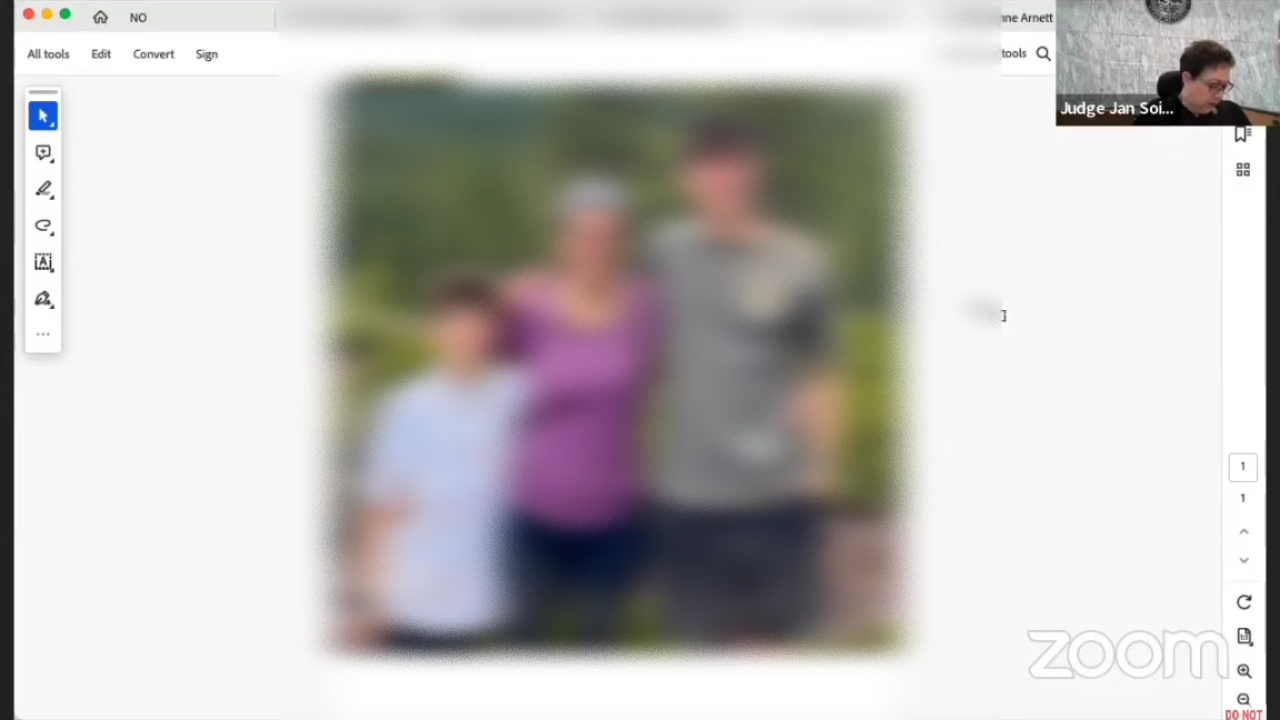 NO
nne Arnett
All tools
Edit
Convert
Sign
tools
Judge Jan Soi...
1
1
zoom
DO NOT